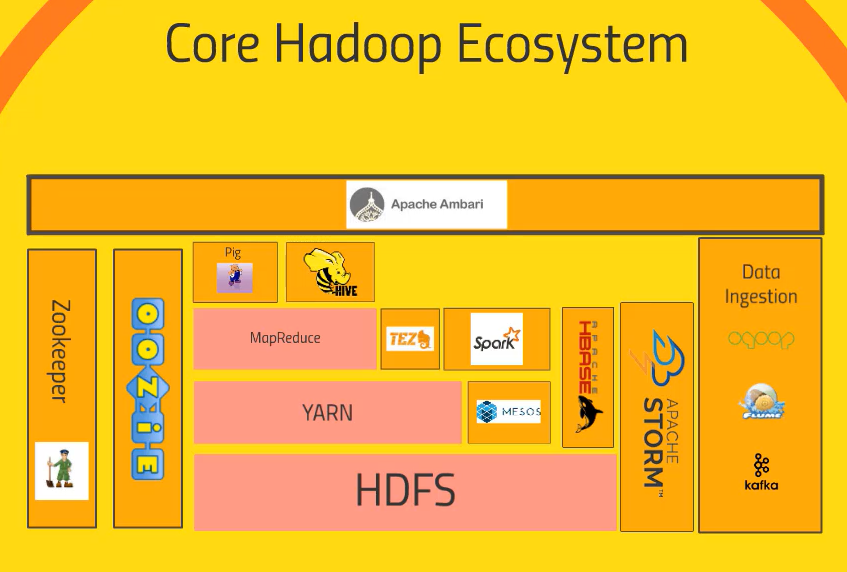 Core Hadoop Ecosystem
Apache Ambari
Zookeeper
OOZiE
Pig
HIVE
MapReduce
TEZ
Spark
YARN
MESOS
HDFS
APACHE
HBASE
APACHE
STORM™
Data
Ingestion
sqoop
FLUME
kafka